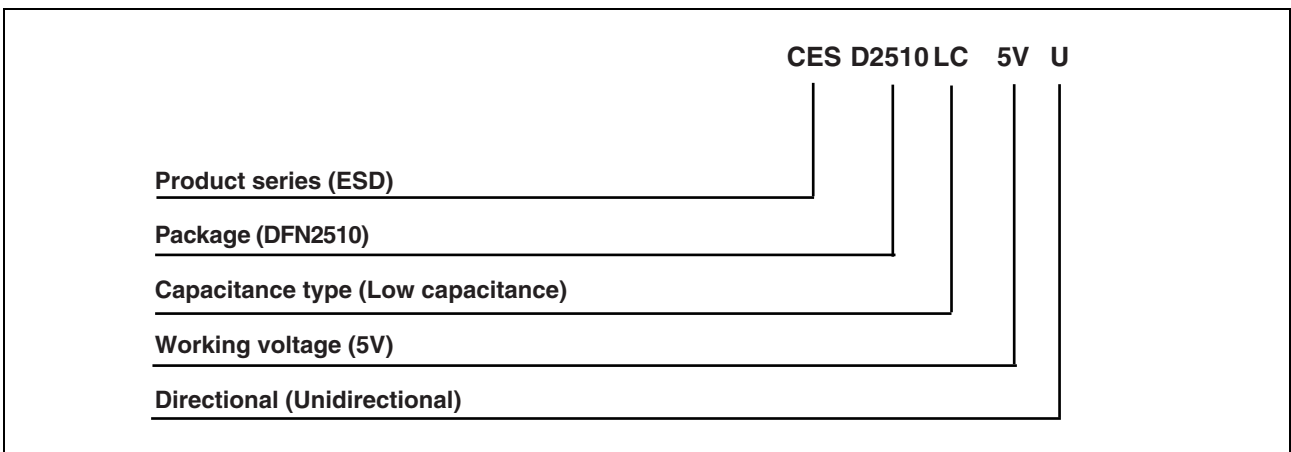 CES D2510 LC 5V U
Product series (ESD)
Package (DFN2510)
Capacitance type (Low capacitance)
Working voltage (5V)
Directional (Unidirectional)